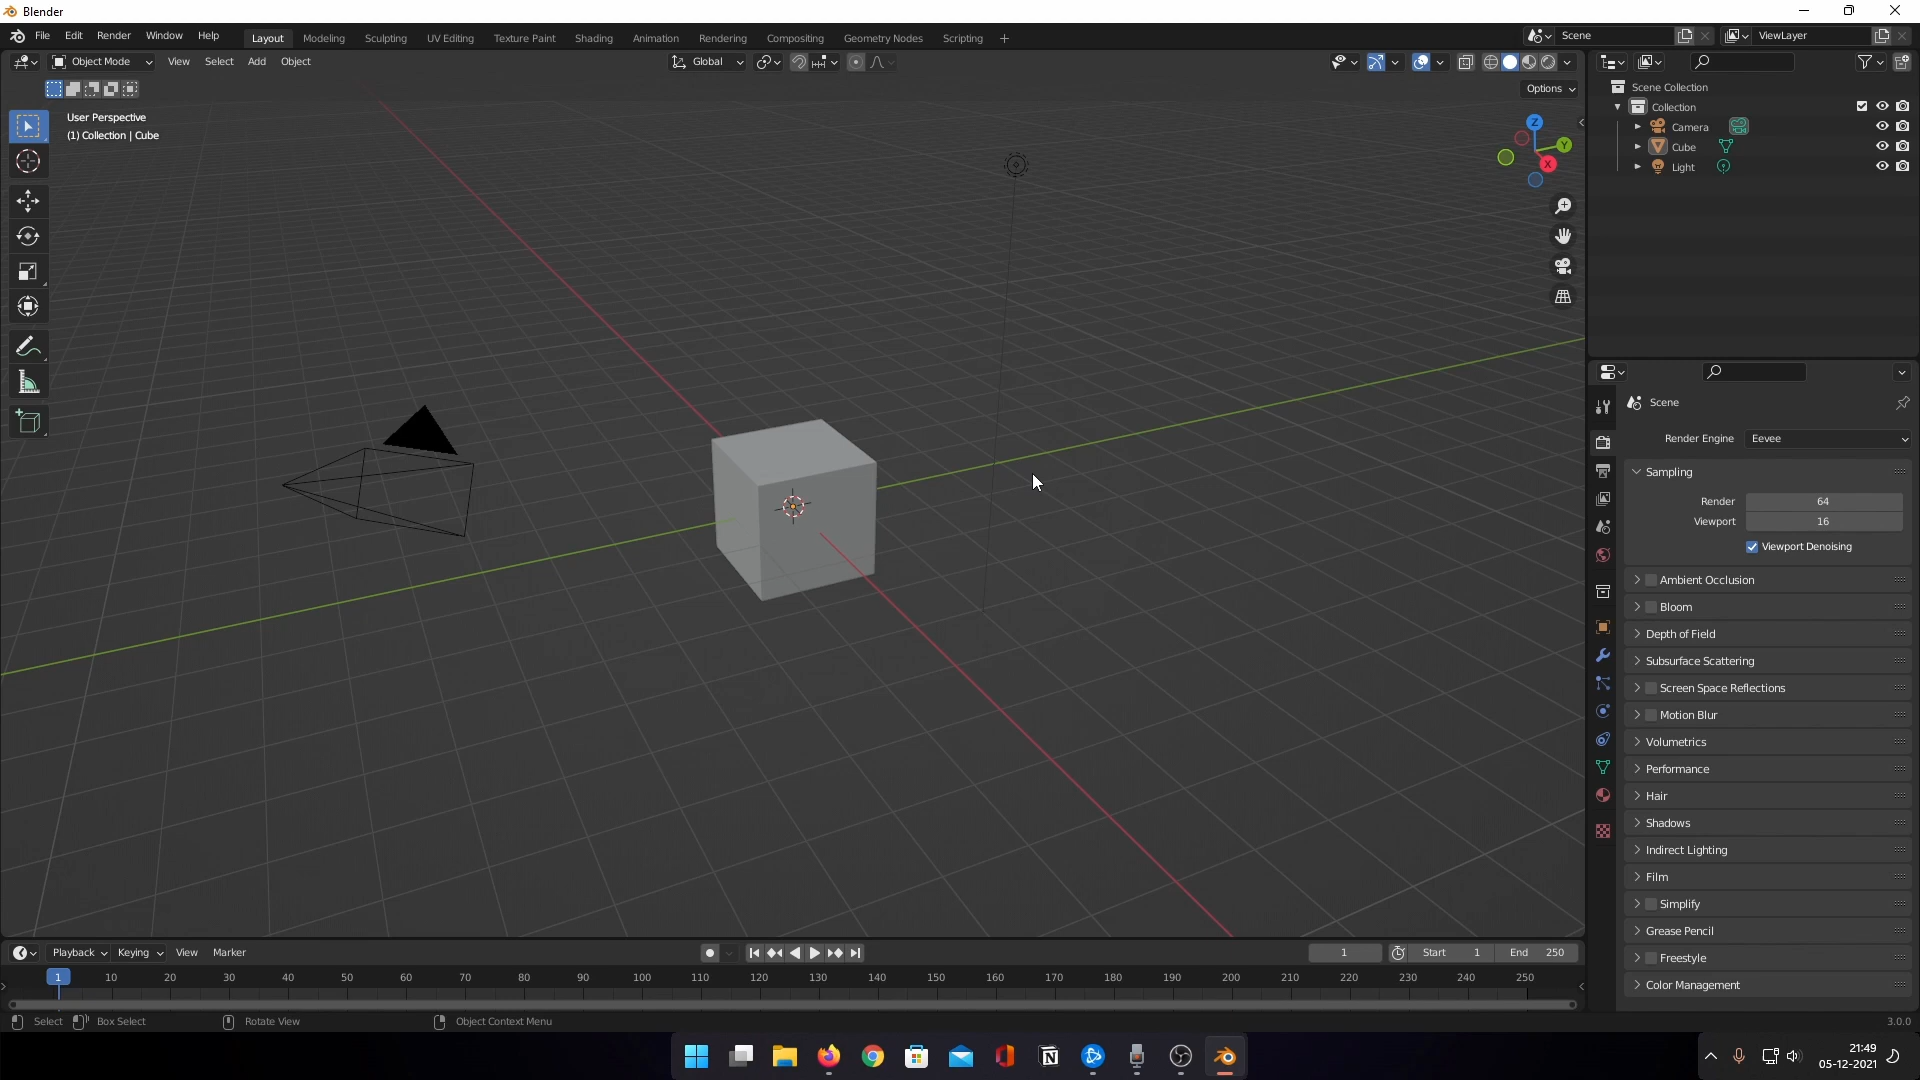 Blender
File Edit Render Window Help Layout Modeling Sculpting UV Editing Texture Paint Shading Animation Rendering Compositing Geometry Nodes Scripting + Scene ViewLayer
Object Mode View Select Add Object Global
Options
User Perspective
(1) Collection | Cube
Z
Y
X
Scene Collection
Collection
Camera
Cube
Light
Scene
Render Engine Eevee
Sampling
Render 64
Viewport 16
Viewport Denoising
Ambient Occlusion
Bloom
Depth of Field
Subsurface Scattering
Screen Space Reflections
Motion Blur
Volumetrics
Performance
Hair
Shadows
Indirect Lighting
Film
Simplify
Grease Pencil
Freestyle
Color Management
Playback Keying View Marker 1 Start 1 End 250
1 10 20 30 40 50 60 70 80 90 100 110 120 130 140 150 160 170 180 190 200 210 220 230 240 250
Select Box Select Rotate View Object Context Menu 3.0.0
21:49
05-12-2021